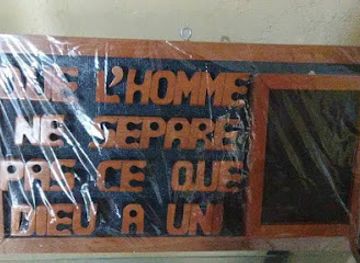 QUE L'HOMME
NE SEPARE
PAS CE QUE
DIEU A UNI